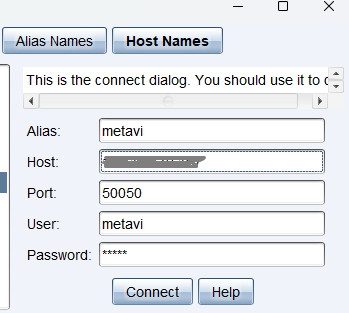 Alias Names
Host Names
This is the connect dialog. You should use it to
Alias: metavi
Host:
Port: 50050
User: metavi
Password: *****
Connect
Help